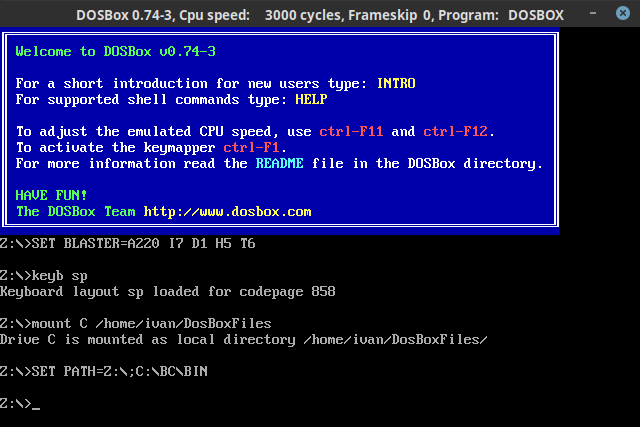 DOSBox 0.74-3, Cpu speed: 3000 cycles, Frameskip 0, Program: DOSBOX
Welcome to DOSBox v0.74-3
For a short introduction for new users type: INTRO
For supported shell commands type: HELP
To adjust the emulated CPU speed, use ctrl-F11 and ctrl-F12.
To activate the keymapper ctrl-F1.
For more information read the README file in the DOSBox directory.
HAVE FUN!
The DOSBox Team http://www.dosbox.com
Z:\>SET BLASTER=A220 I7 D1 H5 T6
Z:\>keyb sp
Keyboard layout sp loaded for codepage 858
Z:\>mount C /home/ivan/DosBoxFiles
Drive C is mounted as local directory /home/ivan/DosBoxFiles/
Z:\>SET PATH=Z:\;C:\BC\BIN
Z:\>_